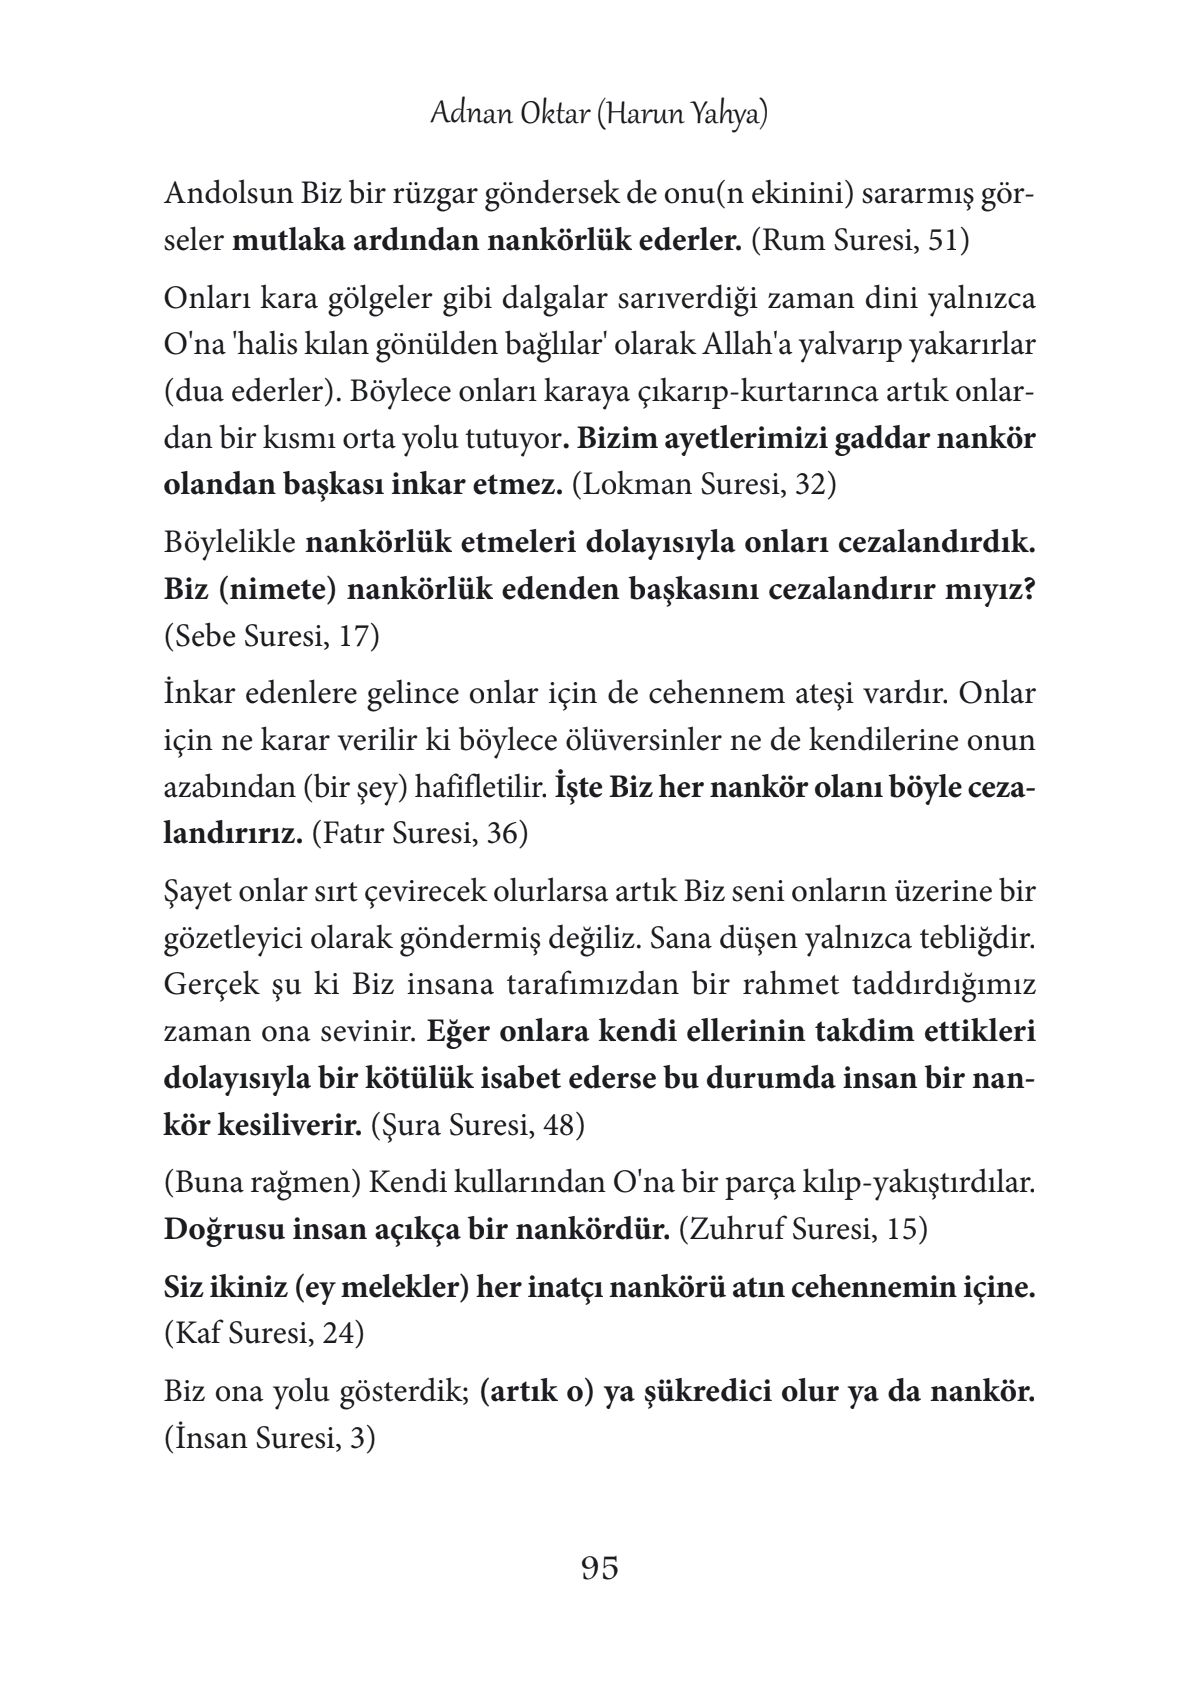 Adnan Oktar (Harun Yahya)
Andolsun Biz bir rüzgar göndersek de onu(n ekinini) sararmış gör-
seler mutlaka ardından nankörlük ederler. (Rum Suresi, 51)
Onları kara gölgeler gibi dalgalar sarıverdiği zaman dini yalnızca
O'na 'halis kılan gönülden bağlılar' olarak Allah'a yalvarıp yakarırlar
(dua ederler). Böylece onları karaya çıkarıp-kurtarınca artık onlar-
dan bir kısmı orta yolu tutuyor. Bizim ayetlerimizi gaddar nankör
olandan başkası inkar etmez. (Lokman Suresi, 32)
Böylelikle nankörlük etmeleri dolayısıyla onları cezalandırdık.
Biz (nimete) nankörlük edenden başkasını cezalandırır mıyız?
(Sebe Suresi, 17)
İnkar edenlere gelince onlar için de cehennem ateşi vardır. Onlar
için ne karar verilir ki böylece ölüversinler ne de kendilerine onun
azabından (bir şey) hafifletilir. İşte Biz her nankör olanı böyle ceza-
landırırız. (Fatır Suresi, 36)
Şayet onlar sırt çevirecek olurlarsa artık Biz seni onların üzerine bir
gözetleyici olarak göndermiş değiliz. Sana düşen yalnızca tebliğdir.
Gerçek şu ki Biz insana tarafımızdan bir rahmet taddırdığımız
zaman ona sevinir. Eğer onlara kendi ellerinin takdim ettikleri
dolayısıyla bir kötülük isabet ederse bu durumda insan bir nan-
kör kesiliverir. (Şura Suresi, 48)
(Buna rağmen) Kendi kullarından O'na bir parça kılıp-yakıştırdılar.
Doğrusu insan açıkça bir nankördür. (Zuhruf Suresi, 15)
Siz ikiniz (ey melekler) her inatçı nankörü atın cehennemin içine.
(Kaf Suresi, 24)
Biz ona yolu gösterdik; (artık o) ya şükredici olur ya da nankör.
(İnsan Suresi, 3)
95